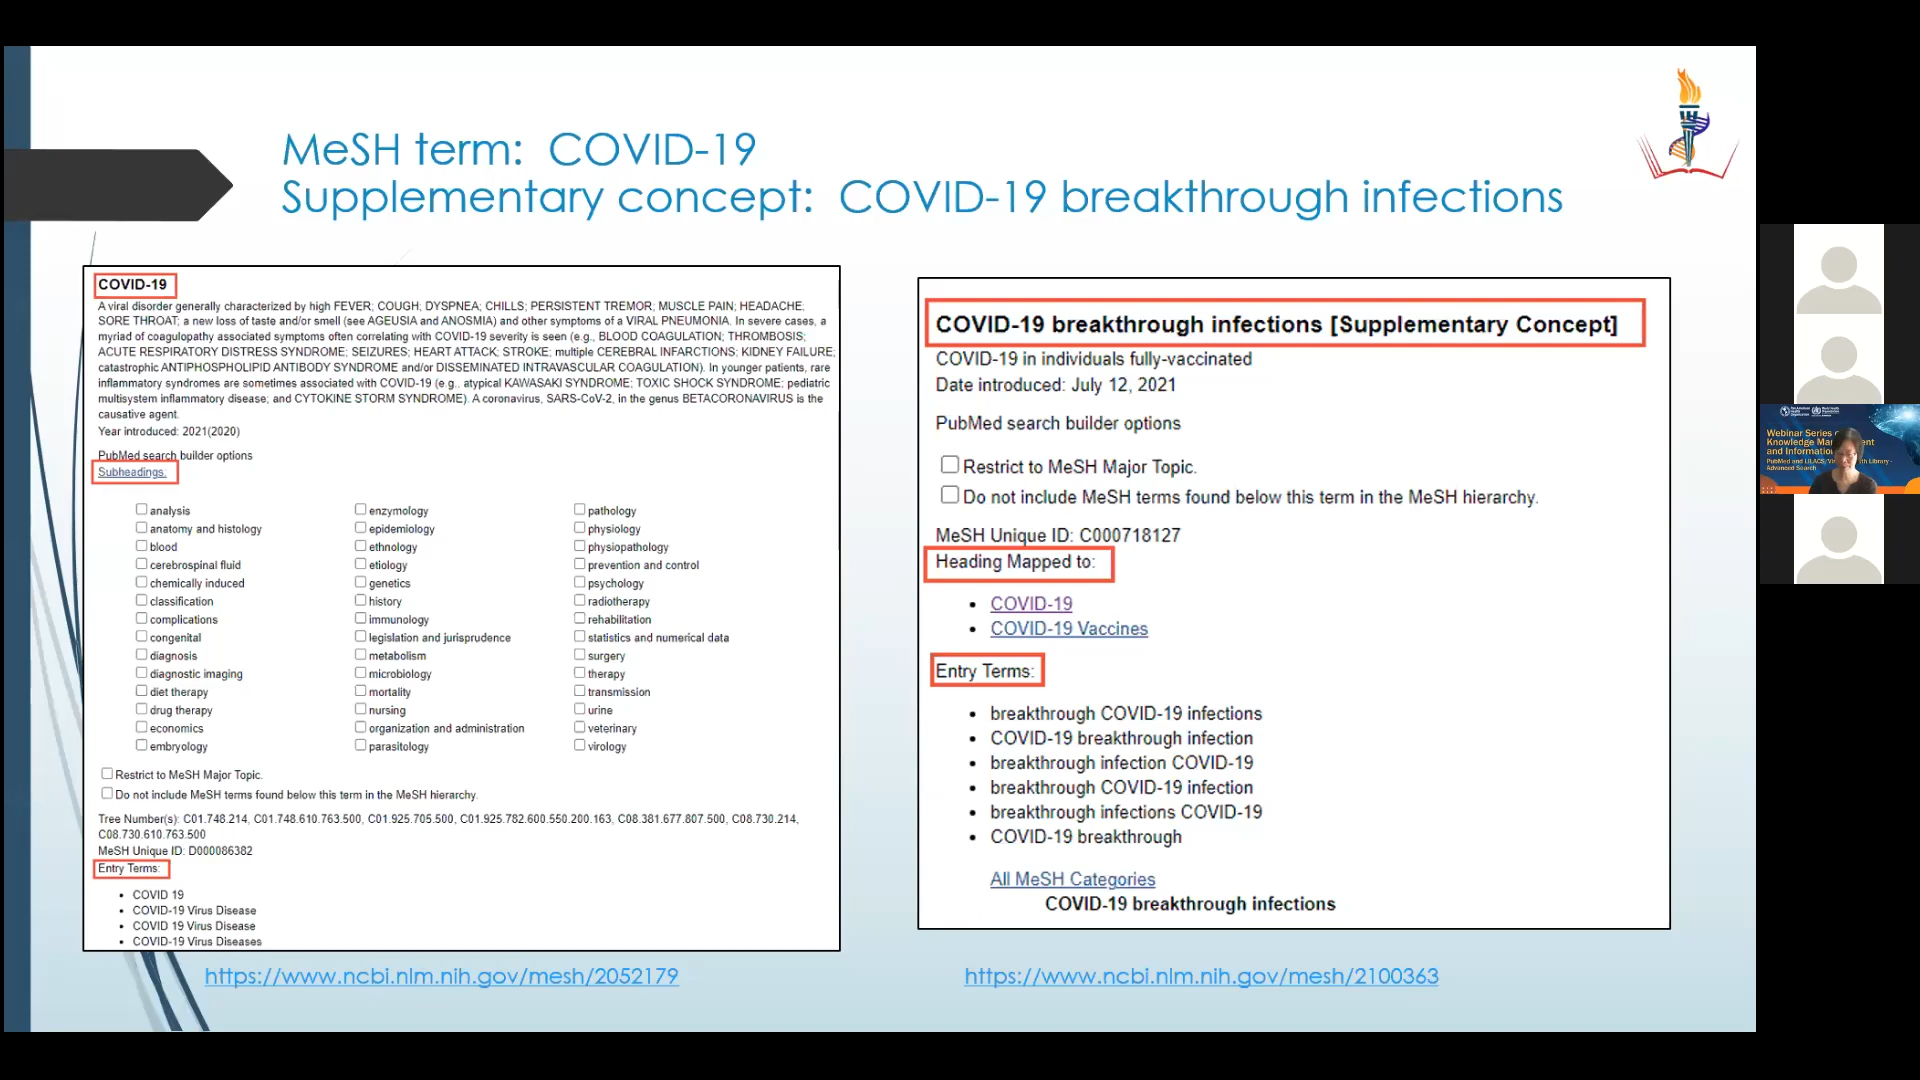 MeSH term: COVID-19
Supplementary concept: COVID-19 breakthrough infections
COVID-19
A viral disorder generally characterized by high FEVER; COUGH; DYSPNEA; CHILLS; PERSISTENT TREMOR; MUSCLE PAIN; HEADACHE;
SORE THROAT; a new loss of taste and/or smell (see AGEUSIA and ANOSMIA) and other symptoms of a VIRAL PNEUMONIA. In severe cases, a
myriad of coagulopathy associated symptoms often correlating with COVID-19 severity is seen (e.g., BLOOD COAGULATION; THROMBOSIS;
ACUTE RESPIRATORY DISTRESS SYNDROME; SEIZURES; HEART ATTACK; STROKE; multiple CEREBRAL INFARCTIONS; KIDNEY FAILURE;
catastrophic ANTIPHOSPHOLIPID ANTIBODY SYNDROME and/or DISSEMINATED INTRAVASCULAR COAGULATION). In younger patients, rare
inflammatory syndromes are sometimes associated with COVID-19 (e.g., atypical KAWASAKI SYNDROME; TOXIC SHOCK SYNDROME; pediatric
multisystem inflammatory disease; and CYTOKINE STORM SYNDROME). A coronavirus, SARS-CoV-2, in the genus BETACORONAVIRUS is the
causative agent.
Year introduced: 2021(2020)
PubMed search builder options
Subheadings:
analysis
anatomy and histology
blood
cerebrospinal fluid
chemically induced
classification
complications
congenital
diagnosis
diagnostic imaging
diet therapy
drug therapy
economics
embryology
enzymology
epidemiology
ethnology
etiology
genetics
history
immunology
legislation and jurisprudence
metabolism
microbiology
mortality
nursing
organization and administration
parasitology
pathology
physiology
physiopathology
prevention and control
psychology
radiotherapy
rehabilitation
statistics and numerical data
surgery
therapy
transmission
urine
veterinary
virology
Restrict to MeSH Major Topic.
Do not include MeSH terms found below this term in the MeSH hierarchy.
Tree Number(s): C01.748.214, C01.748.610.763.500, C01.925.705.500, C01.925.782.600.550.200.163, C08.381.677.807.500, C08.730.214,
C08.730.610.763.500
MeSH Unique ID: D000086382
Entry Terms:
• COVID 19
• COVID-19 Virus Disease
• COVID 19 Virus Disease
• COVID-19 Virus Diseases
https://www.ncbi.nlm.nih.gov/mesh/2052179
COVID-19 breakthrough infections [Supplementary Concept]
COVID-19 in individuals fully-vaccinated
Date introduced: July 12, 2021
PubMed search builder options
Restrict to MeSH Major Topic.
Do not include MeSH terms found below this term in the MeSH hierarchy.
MeSH Unique ID: C000718127
Heading Mapped to:
• COVID-19
• COVID-19 Vaccines
Entry Terms:
• breakthrough COVID-19 infections
• COVID-19 breakthrough infection
• breakthrough infection COVID-19
• breakthrough COVID-19 infection
• breakthrough infections COVID-19
• COVID-19 breakthrough
All MeSH Categories
COVID-19 breakthrough infections
https://www.ncbi.nlm.nih.gov/mesh/2100363
Webinar Series
Knowledge
and
PubMed and LILACS/
Advanced Search